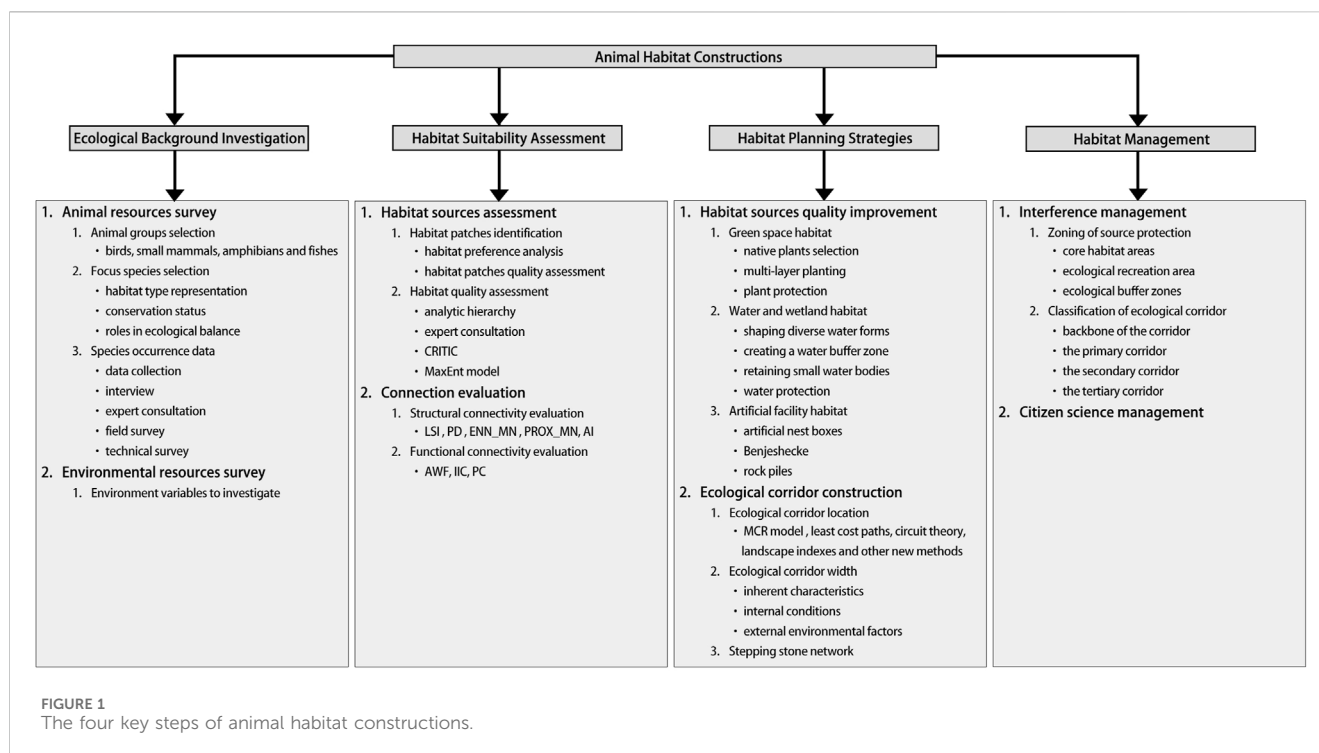 Animal Habitat Constructions
Ecological Background Investigation
1. Animal resources survey
1. Animal groups selection
• birds, small mammals, amphibians and fishes
2. Focus species selection
• habitat type representation
• conservation status
• roles in ecological balance
3. Species occurrence data
• data collection
• interview
• expert consultation
• field survey
• technical survey
2. Environmental resources survey
1. Environment variables to investigate
Habitat Suitability Assessment
1. Habitat sources assessment
1. Habitat patches identification
• habitat preference analysis
• habitat patches quality assessment
2. Habitat quality assessment
• analytic hierarchy
• expert consultation
• CRITIC
• MaxEnt model
2. Connection evaluation
1. Structural connectivity evaluation
• LSI , PD , ENN_MN , PROX_MN, AI
2. Functional connectivity evaluation
• AWF, IIC, PC
Habitat Planning Strategies
1. Habitat sources quality improvement
1. Green space habitat
• native plants selection
• multi-layer planting
• plant protection
2. Water and wetland habitat
• shaping diverse water forms
• creating a water buffer zone
• retaining small water bodies
• water protection
3. Artificial facility habitat
• artificial nest boxes
• Benjeshecke
• rock piles
2. Ecological corridor construction
1. Ecological corridor location
• MCR model , least cost paths, circuit theory,
landscape indexes and other new methods
2. Ecological corridor width
• inherent characteristics
• internal conditions
• external environmental factors
3. Stepping stone network
Habitat Management
1. Interference management
1. Zoning of source protection
• core habitat areas
• ecological recreation area
• ecological buffer zones
2. Classification of ecological corridor
• backbone of the corridor
• the primary corridor
• the secondary corridor
• the tertiary corridor
2. Citizen science management
FIGURE 1
The four key steps of animal habitat constructions.